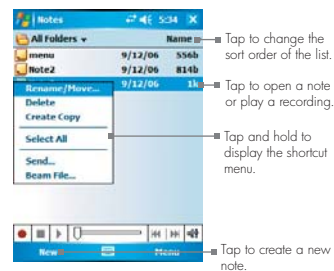 Notes 5:34 X
All Folders Name
menu 9/12/06 556b
Note2 9/12/06 814b
9/12/06 1k
Rename/Move...
Delete
Create Copy
Select All
Send...
Beam File...
New Menu
Tap to change the
sort order of the list.
Tap to open a note
or play a recording.
Tap and hold to
display the shortcut
menu.
Tap to create a new
note.